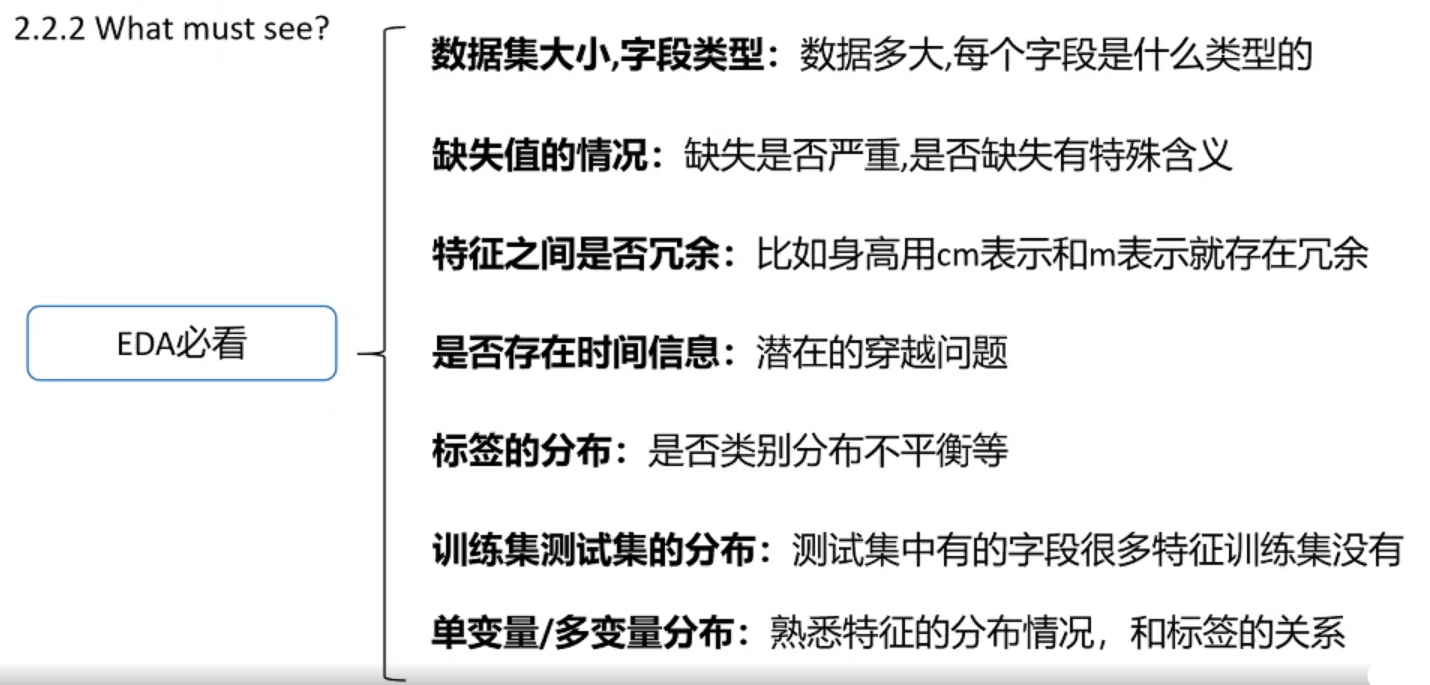 2.2.2 What must see?
数据集大小,字段类型：数据多大,每个字段是什么类型的
缺失值的情况：缺失是否严重,是否缺失有特殊含义
特征之间是否冗余：比如身高用cm表示和m表示就存在冗余
EDA必看
是否存在时间信息：潜在的穿越问题
标签的分布：是否类别分布不平衡等
训练集测试集的分布：测试集中有的字段很多特征训练集没有
单变量/多变量分布：熟悉特征的分布情况，和标签的关系